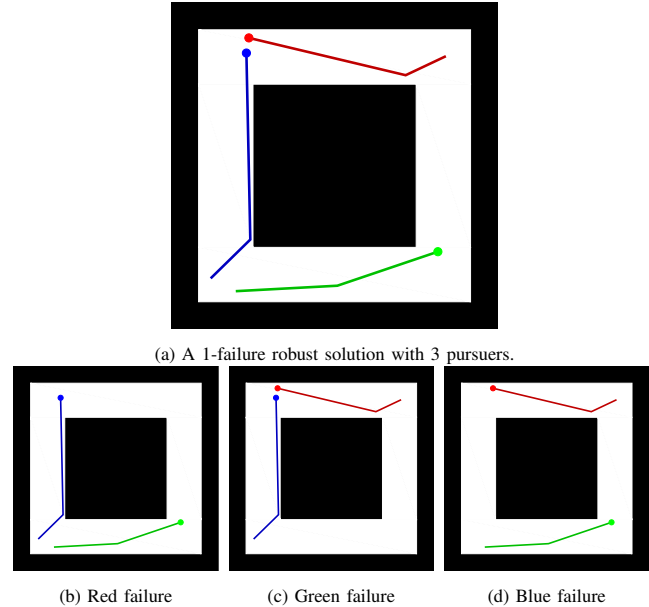 (a) A 1-failure robust solution with 3 pursuers.
(b) Red failure
(c) Green failure
(d) Blue failure